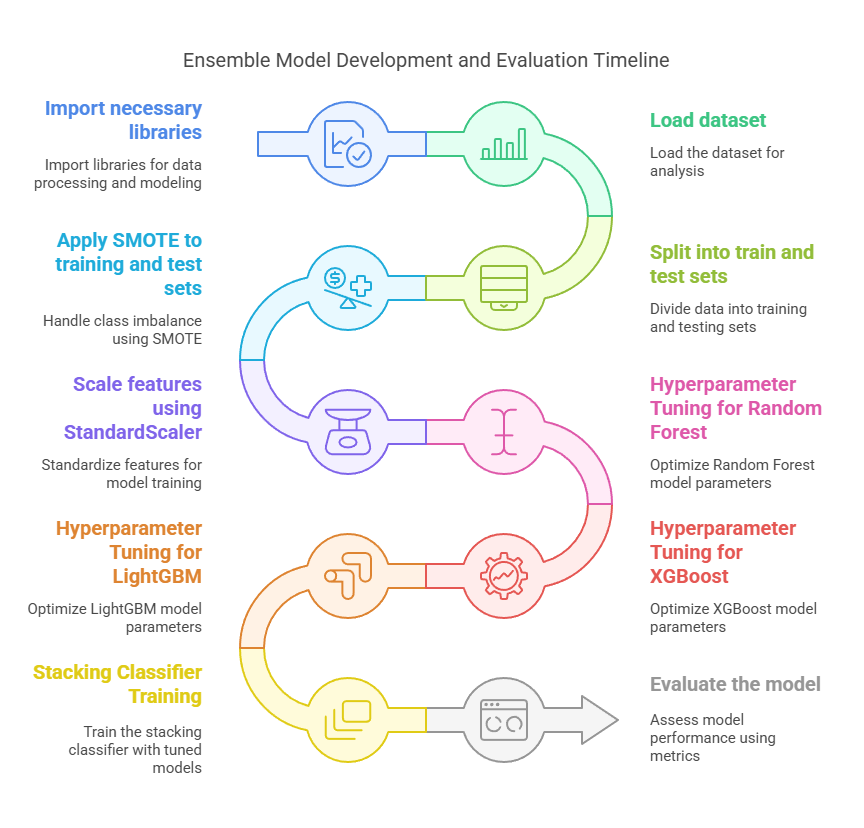 Ensemble Model Development and Evaluation Timeline
Import necessary
libraries
Import libraries for data
processing and modeling
Load dataset
Load the dataset for
analysis
Split into train and
test sets
Divide data into training
and testing sets
Apply SMOTE to
training and test
sets
Handle class imbalance
using SMOTE
Scale features
using
StandardScaler
Standardize features for
model training
Hyperparameter
Tuning for Random
Forest
Optimize Random Forest
model parameters
Hyperparameter
Tuning for
XGBoost
Optimize XGBoost model
parameters
Hyperparameter
Tuning for
LightGBM
Optimize LightGBM model
parameters
Stacking Classifier
Training
Train the stacking
classifier with tuned
models
Evaluate the model
Assess model
performance using
metrics